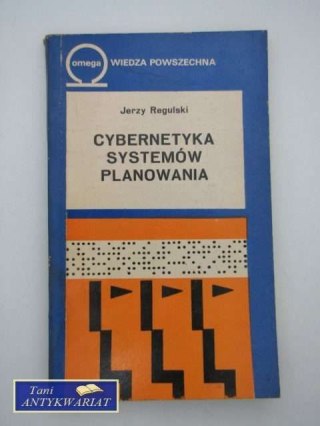 omega
WIEDZA POWSZECHNA
Jerzy Regulski
CYBERNETYKA
SYSTEMÓW
PLANOWANIA
Tani
ANTYKWARIAT